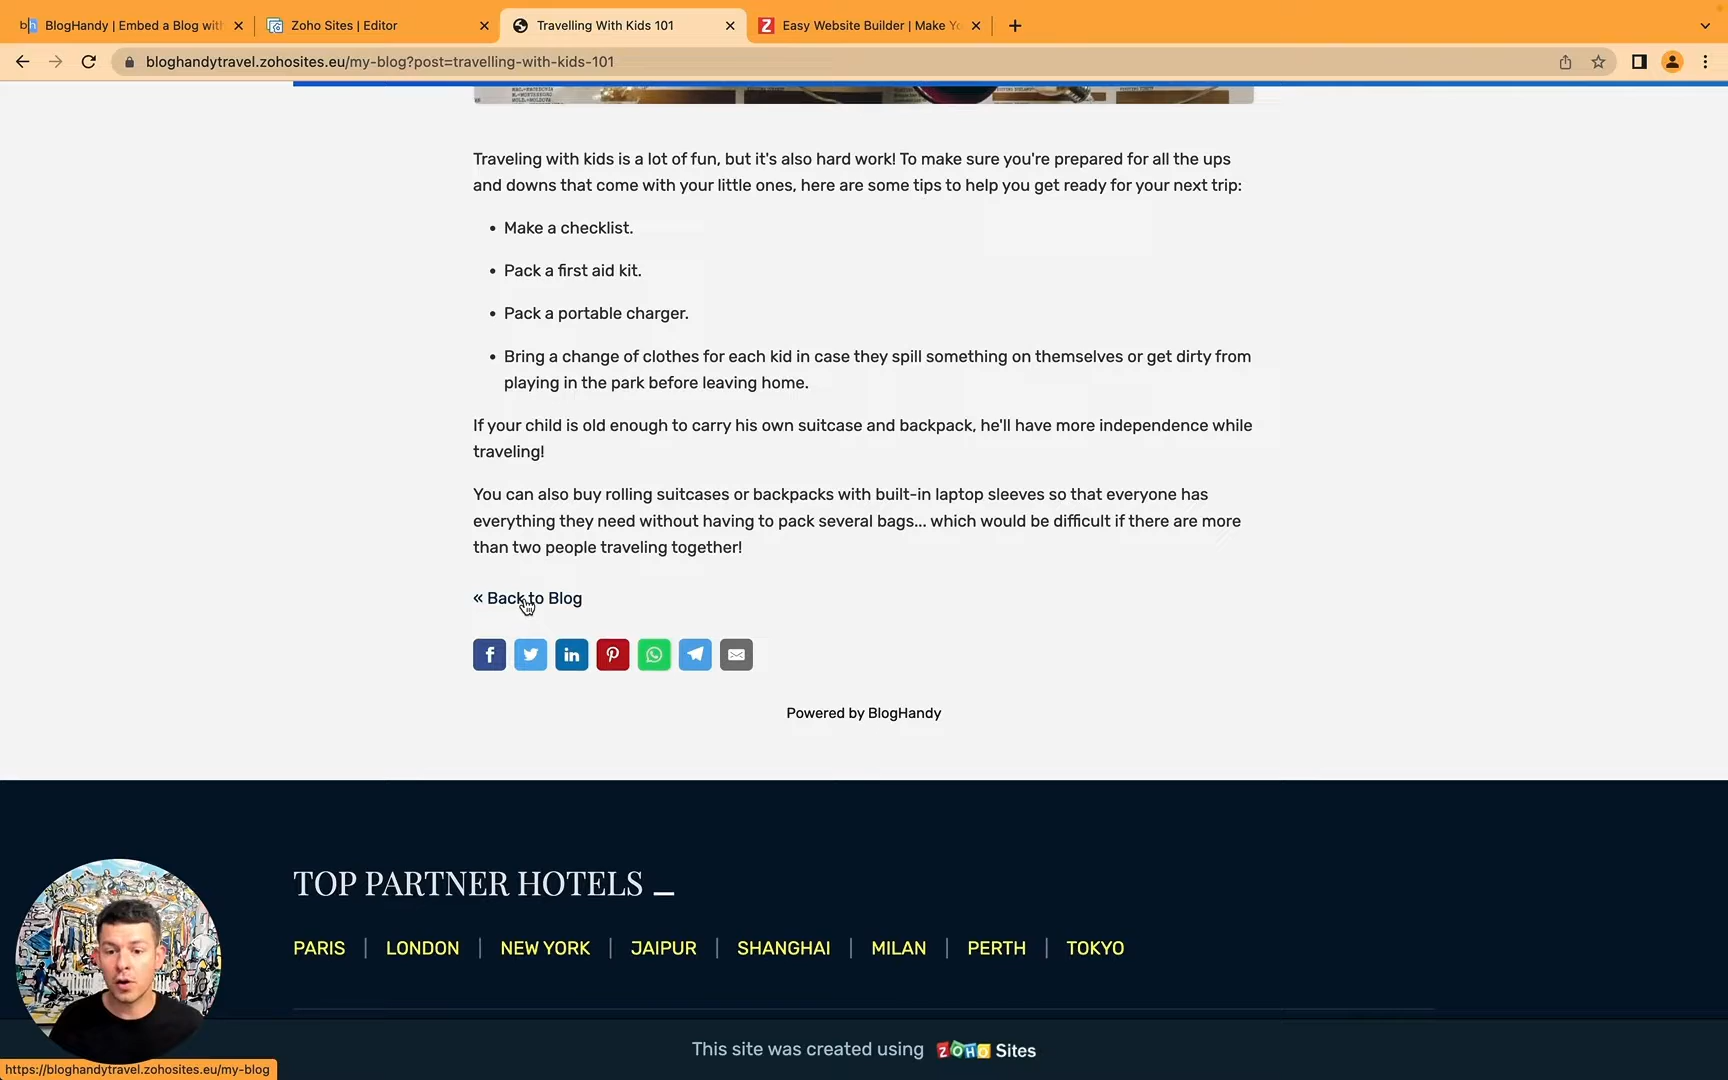 BlogHandy | Embed a Blog with
Zoho Sites | Editor
Travelling With Kids 101
Easy Website Builder | Make Yo
bloghandytravel.zohosites.eu/my-blog?post=travelling-with-kids-101
Traveling with kids is a lot of fun, but it's also hard work! To make sure you're prepared for all the ups
and downs that come with your little ones, here are some tips to help you get ready for your next trip:
• Make a checklist.
• Pack a first aid kit.
• Pack a portable charger.
• Bring a change of clothes for each kid in case they spill something on themselves or get dirty from
playing in the park before leaving home.
If your child is old enough to carry his own suitcase and backpack, he'll have more independence while
traveling!
You can also buy rolling suitcases or backpacks with built-in laptop sleeves so that everyone has
everything they need without having to pack several bags... which would be difficult if there are more
than two people traveling together!
« Back to Blog
Powered by BlogHandy
TOP PARTNER HOTELS _
PARIS | LONDON | NEW YORK | JAIPUR | SHANGHAI | MILAN | PERTH | TOKYO
This site was created using ZOHO Sites
https://bloghandytravel.zohosites.eu/my-blog